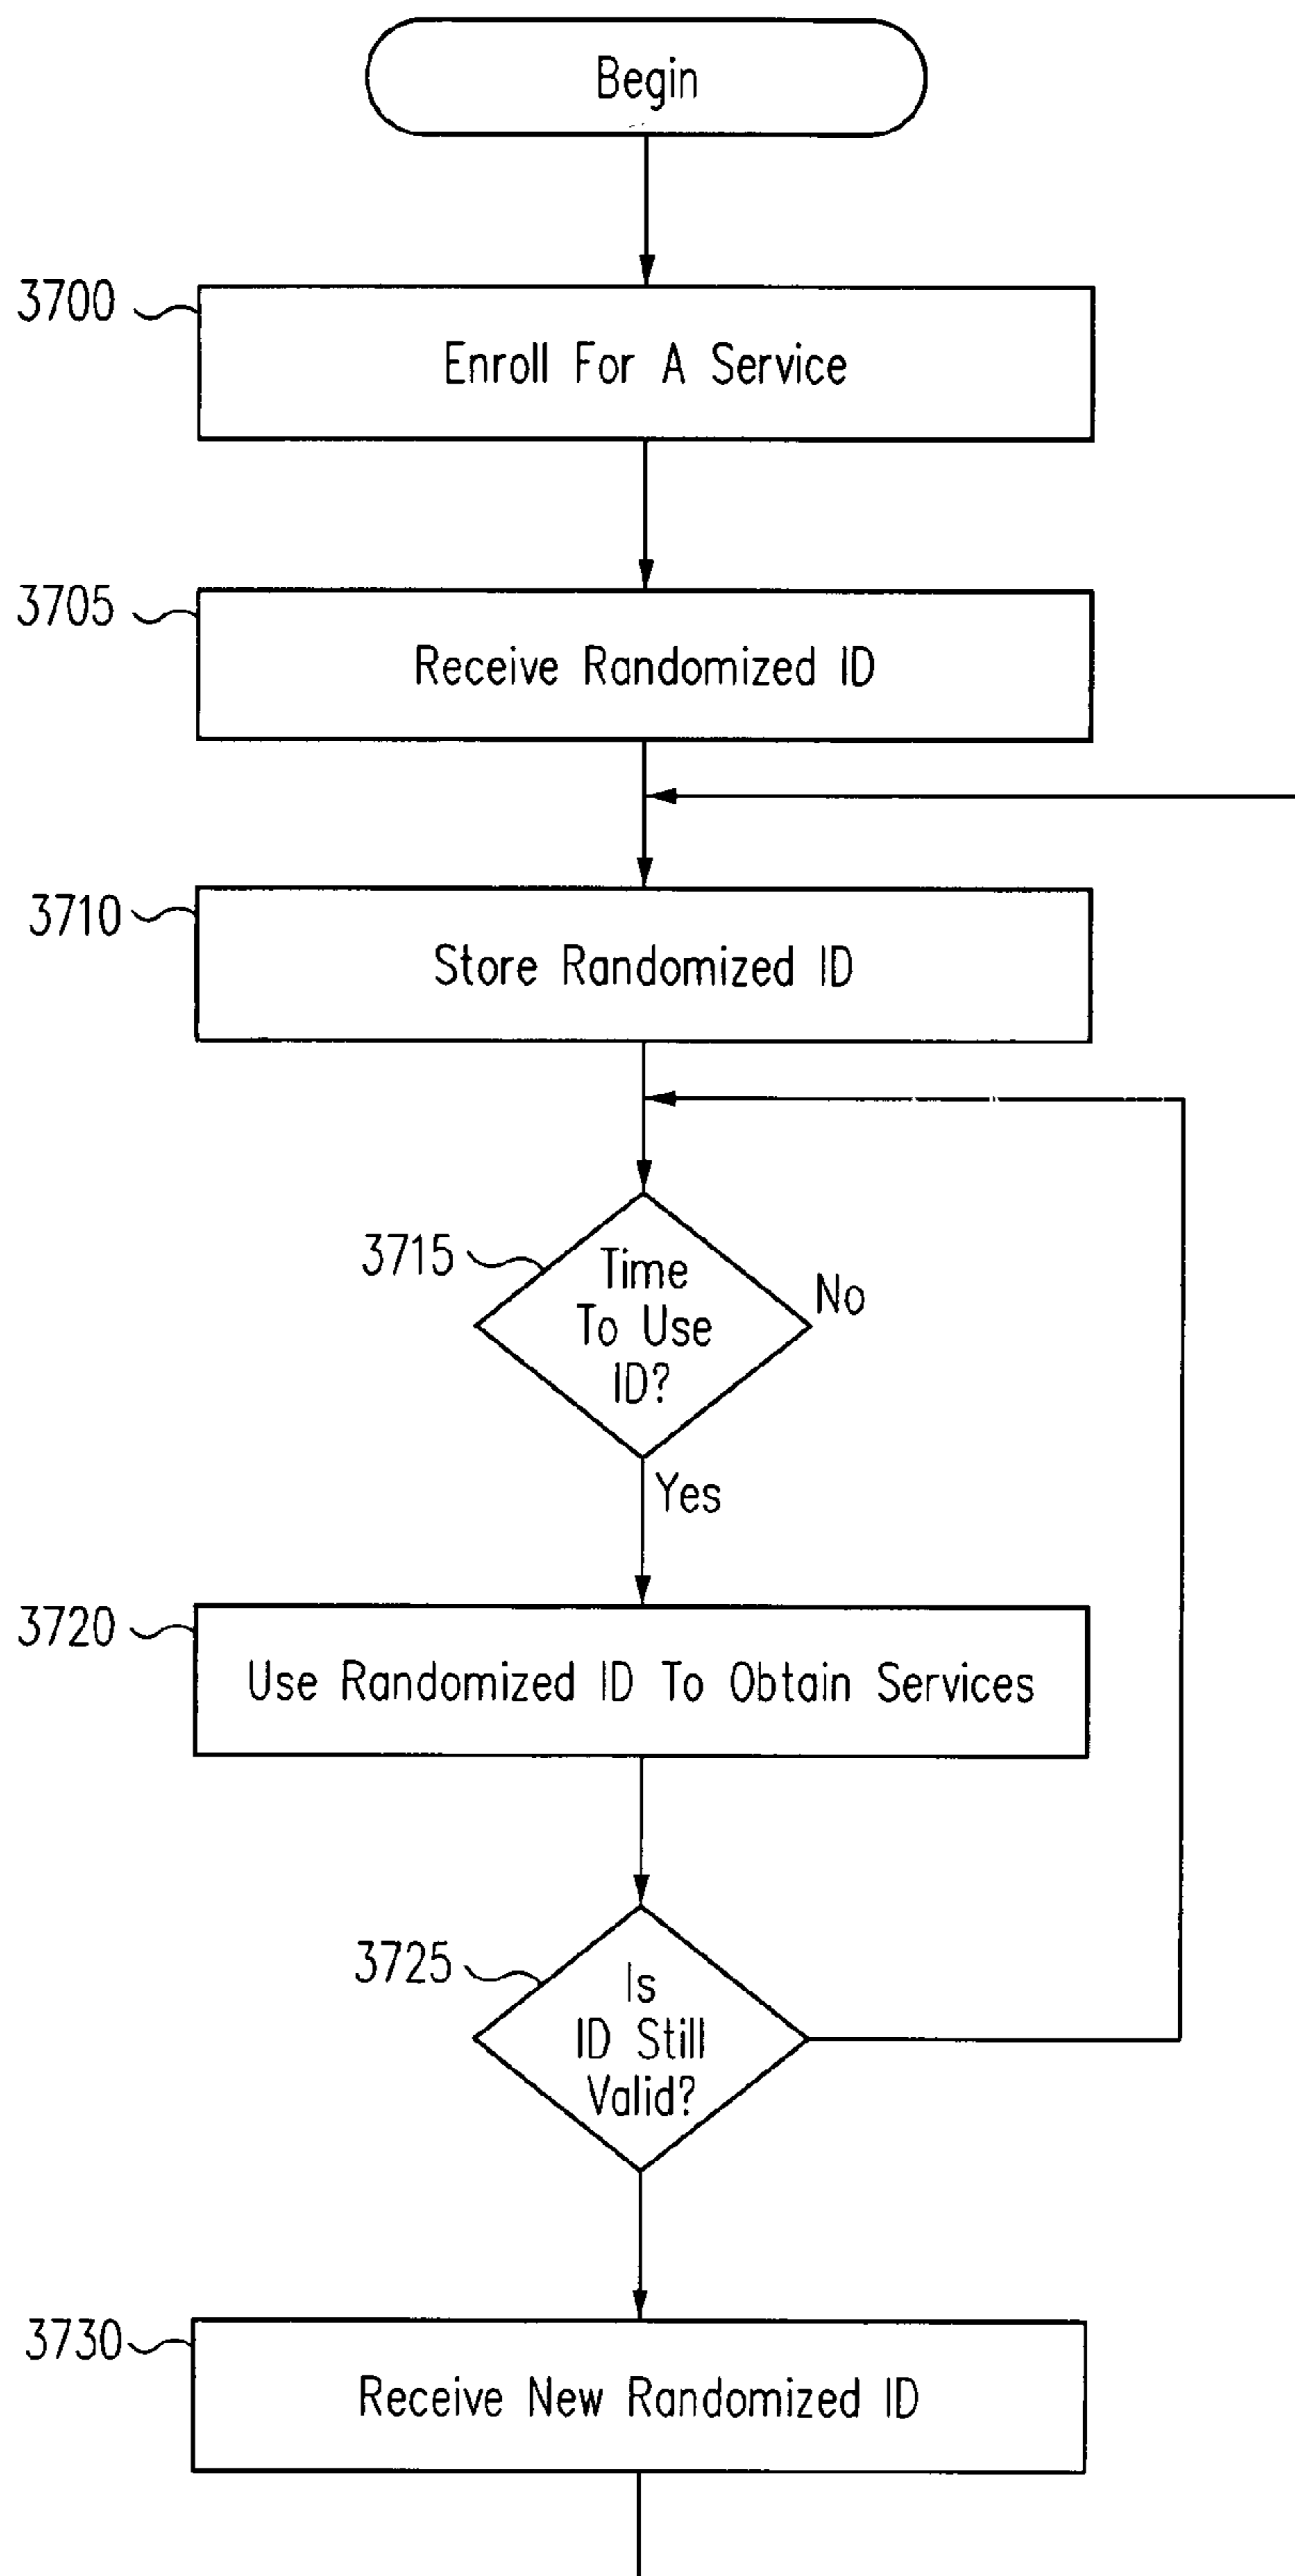 Begin
3700
Enroll For A Service
3705
Receive Randomized ID
3710
Store Randomized ID
3715
Time
To Use
ID?
No
Yes
3720
Use Randomized ID To Obtain Services
3725
Is
ID Still
Valid?
3730
Receive New Randomized ID